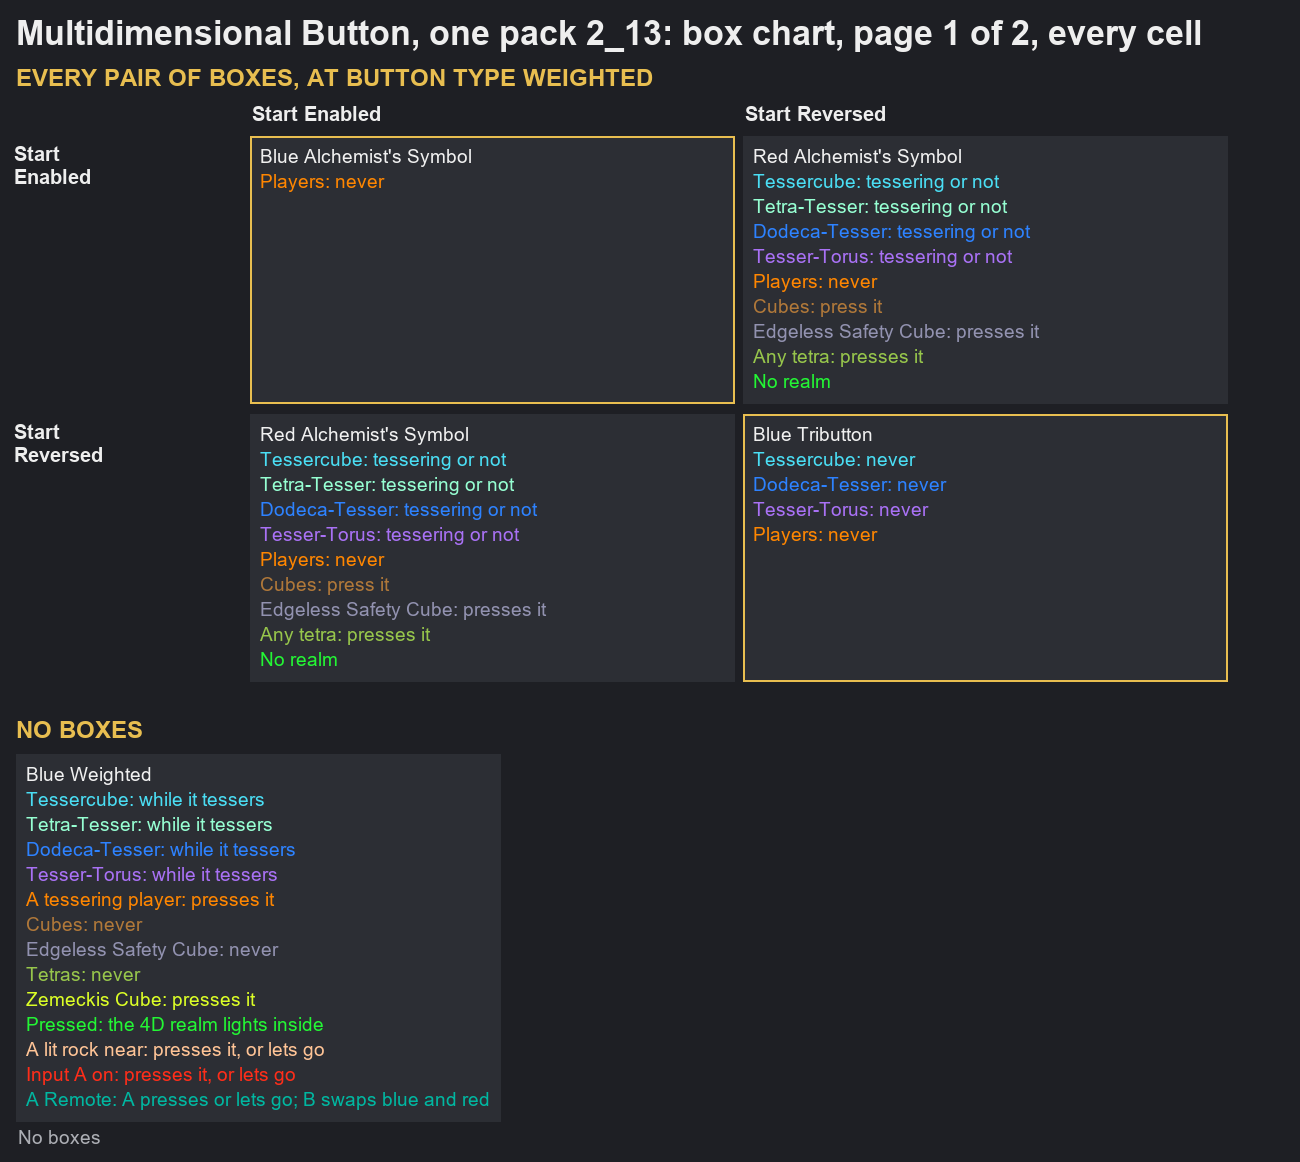 Multidimensional Button, one pack 2_13: box chart, page 1 of 2, every cell
EVERY PAIR OF BOXES, AT BUTTON TYPE WEIGHTED
Start Enabled
Start Reversed
Start
Enabled
Blue Alchemist's Symbol
Players: never
Red Alchemist's Symbol
Tessercube: tessering or not
Tetra-Tesser: tessering or not
Dodeca-Tesser: tessering or not
Tesser-Torus: tessering or not
Players: never
Cubes: press it
Edgeless Safety Cube: presses it
Any tetra: presses it
No realm
Start
Reversed
Red Alchemist's Symbol
Tessercube: tessering or not
Tetra-Tesser: tessering or not
Dodeca-Tesser: tessering or not
Tesser-Torus: tessering or not
Players: never
Cubes: press it
Edgeless Safety Cube: presses it
Any tetra: presses it
No realm
Blue Tributton
Tessercube: never
Dodeca-Tesser: never
Tesser-Torus: never
Players: never
NO BOXES
Blue Weighted
Tessercube: while it tessers
Tetra-Tesser: while it tessers
Dodeca-Tesser: while it tessers
Tesser-Torus: while it tessers
A tessering player: presses it
Cubes: never
Edgeless Safety Cube: never
Tetras: never
Zemeckis Cube: presses it
Pressed: the 4D realm lights inside
A lit rock near: presses it, or lets go
Input A on: presses it, or lets go
A Remote: A presses or lets go; B swaps blue and red
No boxes